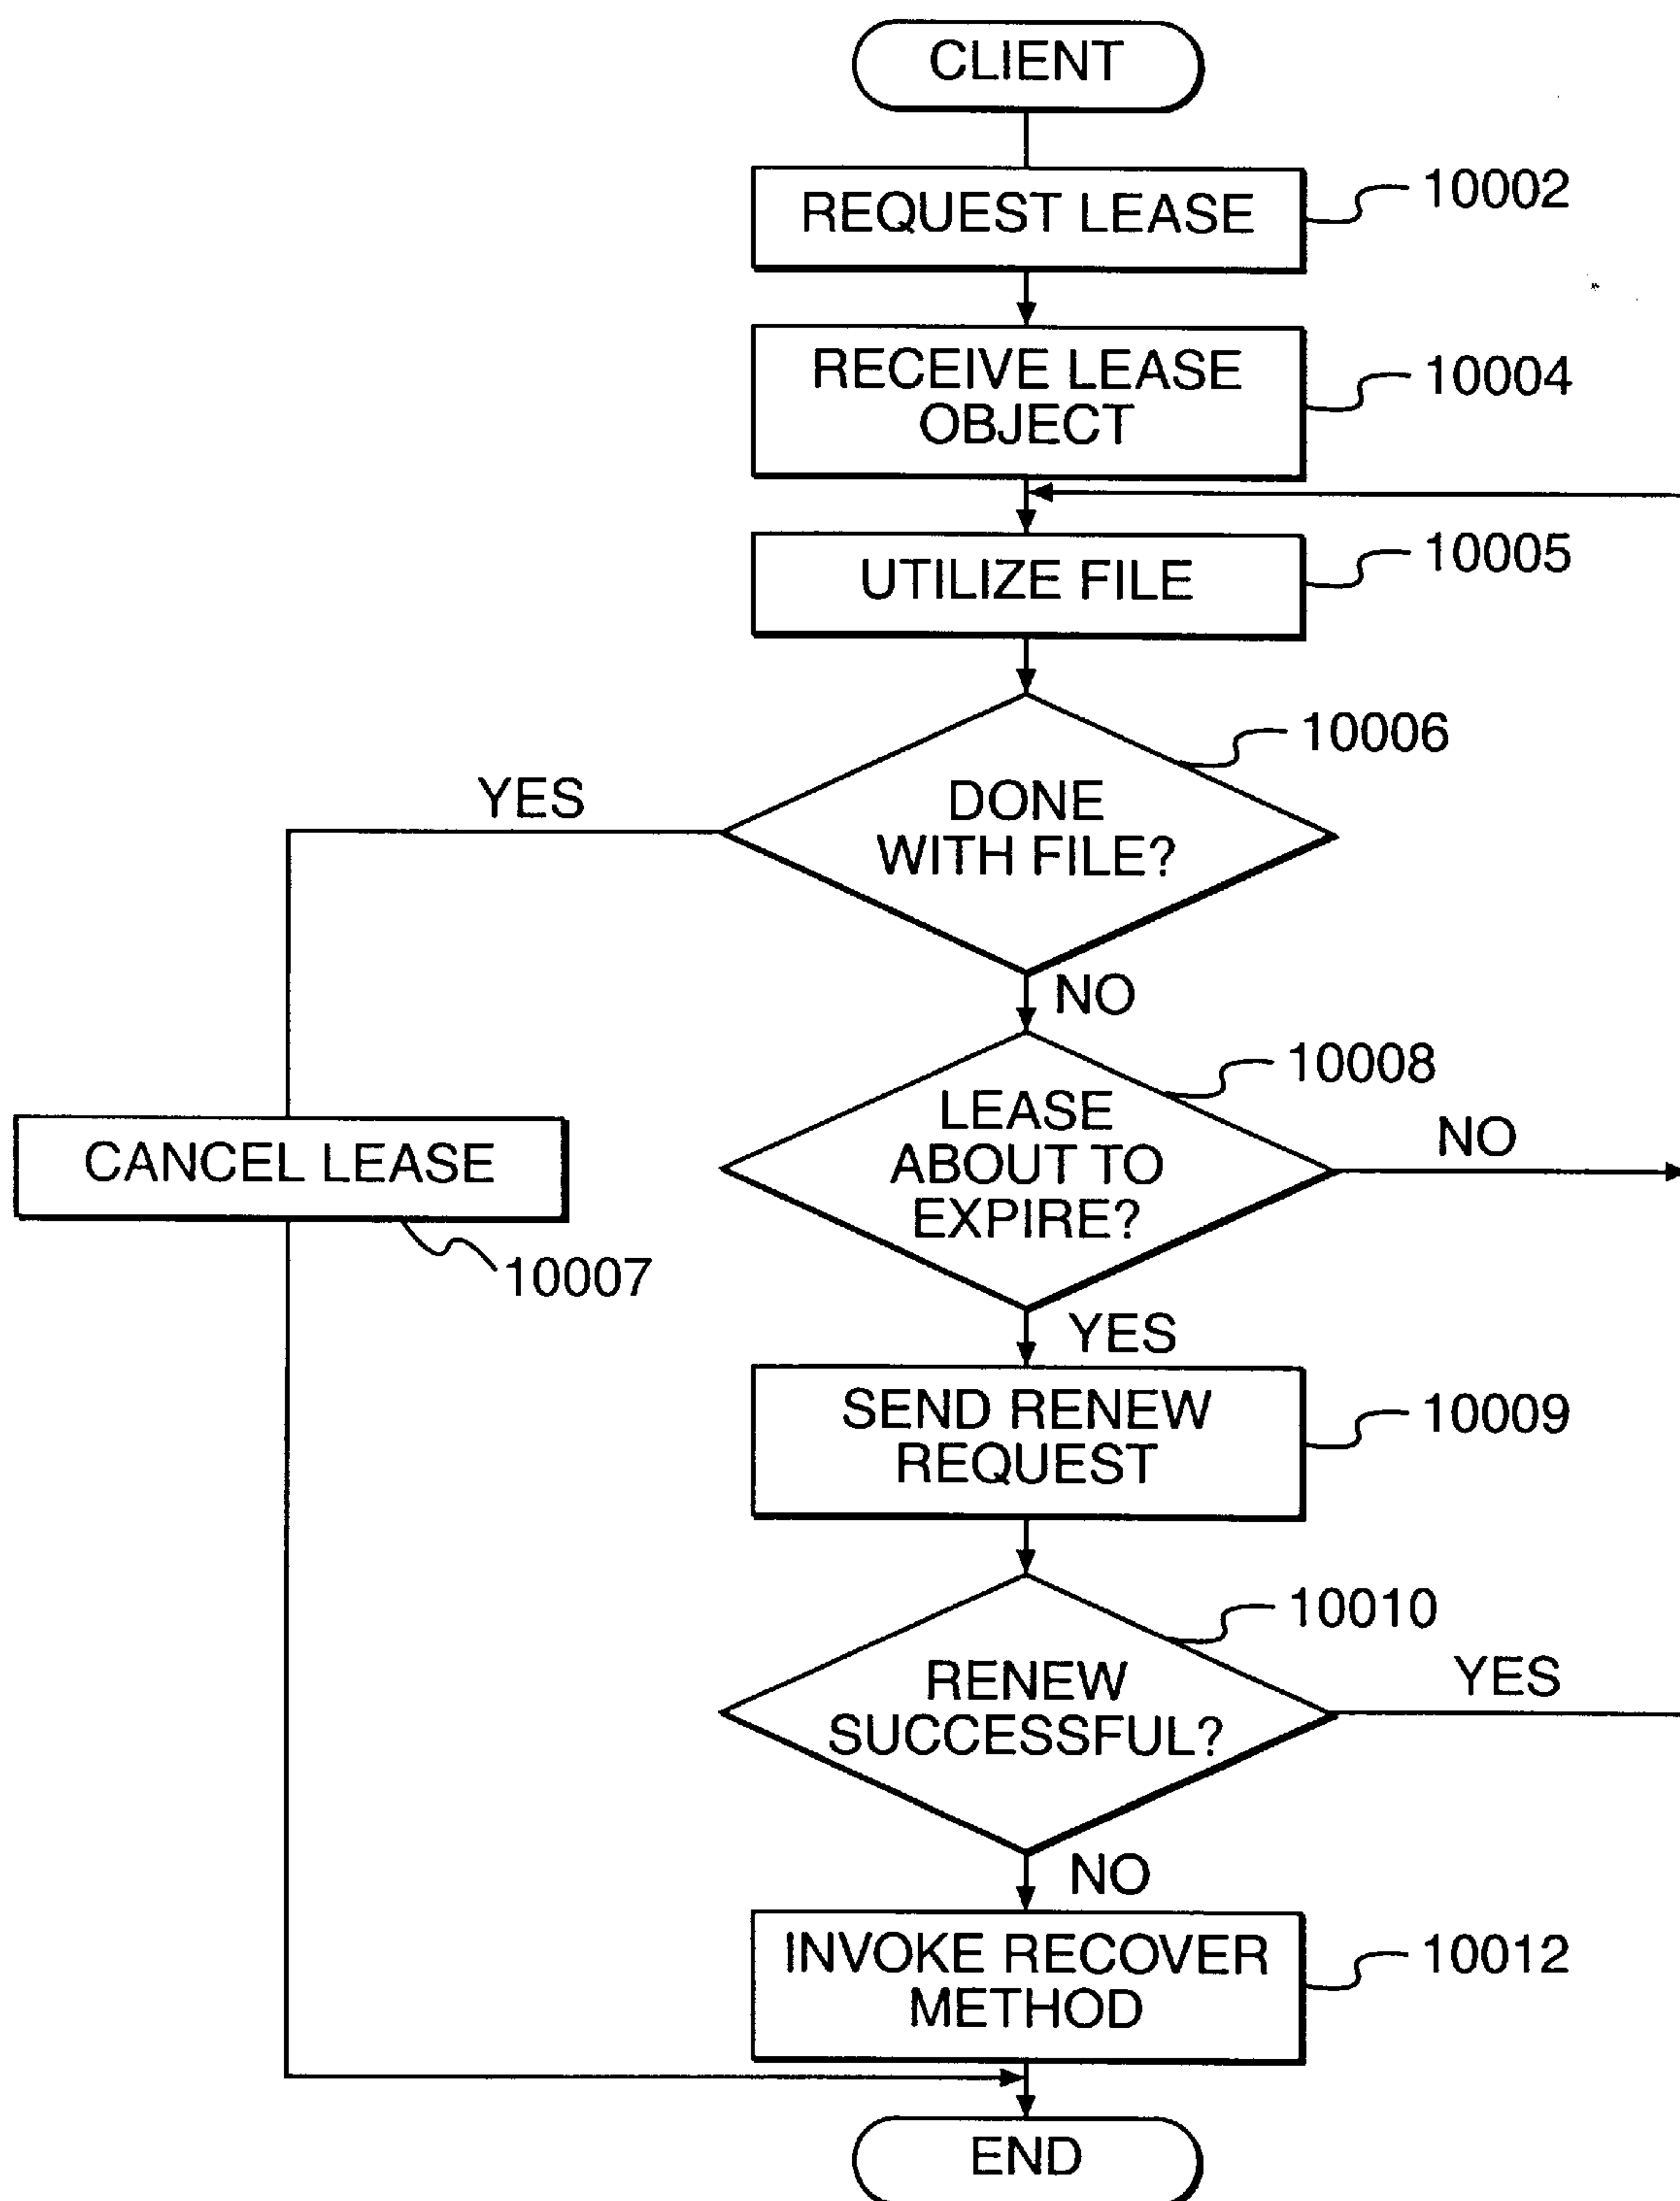 CLIENT
REQUEST LEASE
10002
RECEIVE LEASE
OBJECT
10004
UTILIZE FILE
10005
10006
YES
DONE
WITH FILE?
NO
10008
LEASE
ABOUT TO
EXPIRE?
NO
CANCEL LEASE
10007
YES
SEND RENEW
REQUEST
10009
10010
RENEW
SUCCESSFUL?
YES
NO
INVOKE RECOVER
METHOD
10012
END